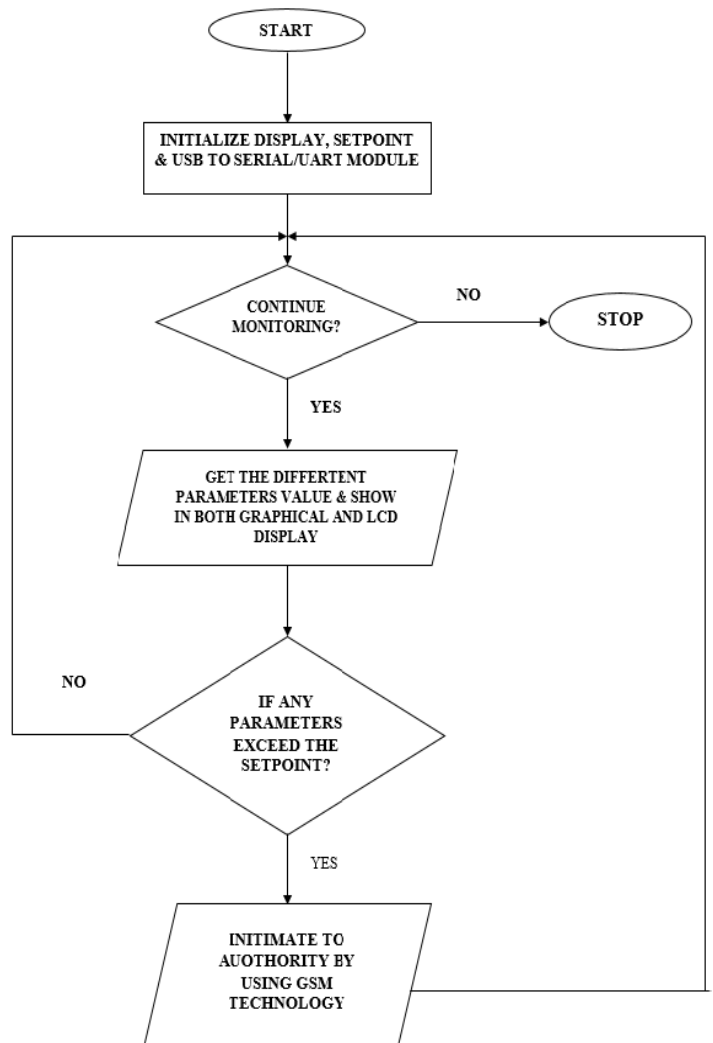 START
INITIALIZE DISPLAY, SETPOINT
& USB TO SERIAL/UART MODULE
CONTINUE
MONITORING?
NO
STOP
YES
GET THE DIFFERTENT
PARAMETERS VALUE & SHOW
IN BOTH GRAPHICAL AND LCD
DISPLAY
NO
IF ANY
PARAMETERS
EXCEED THE
SETPOINT?
YES
INITIMATE TO
AUOTHORITY BY
USING GSM
TECHNOLOGY